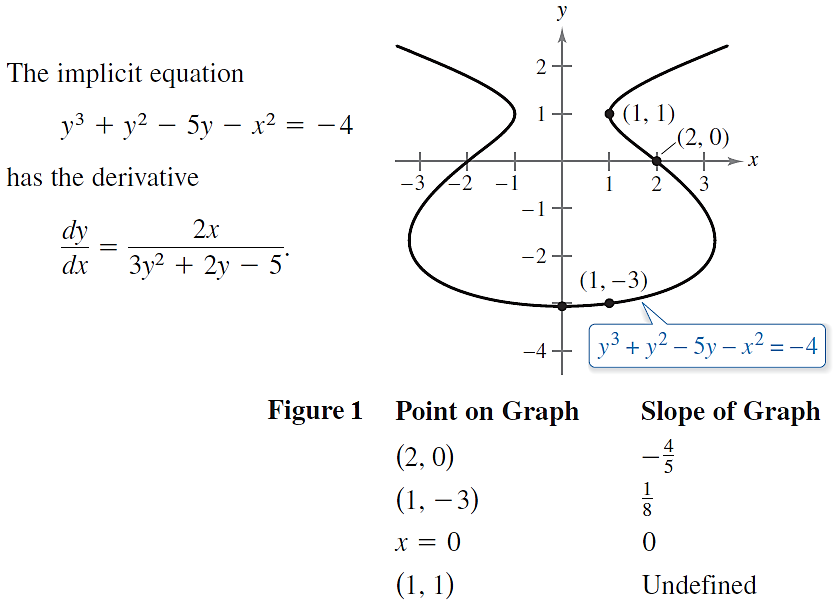 The implicit equation
y³ + y² − 5y − x² = −4
has the derivative
dy/dx = 2x/(3y² + 2y − 5).
y
2
1
(1, 1)
(2, 0)
x
−3 −2 −1 1 2 3
−1
−2
(1, −3)
−4
y³ + y² − 5y − x² = −4
Figure 1 Point on Graph Slope of Graph
(2, 0) −4/5
(1, −3) 1/8
x = 0 0
(1, 1) Undefined